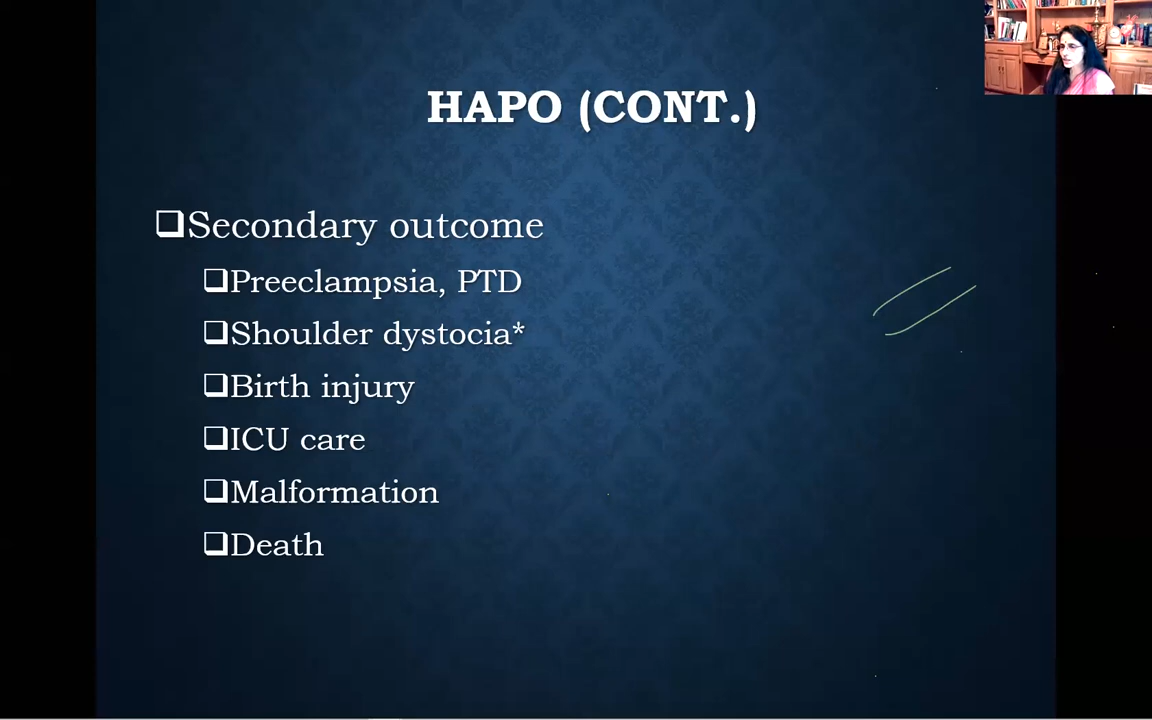 HAPO (CONT.)
❑Secondary outcome
❑Preeclampsia, PTD
❑Shoulder dystocia*
❑Birth injury
❑ICU care
❑Malformation
❑Death